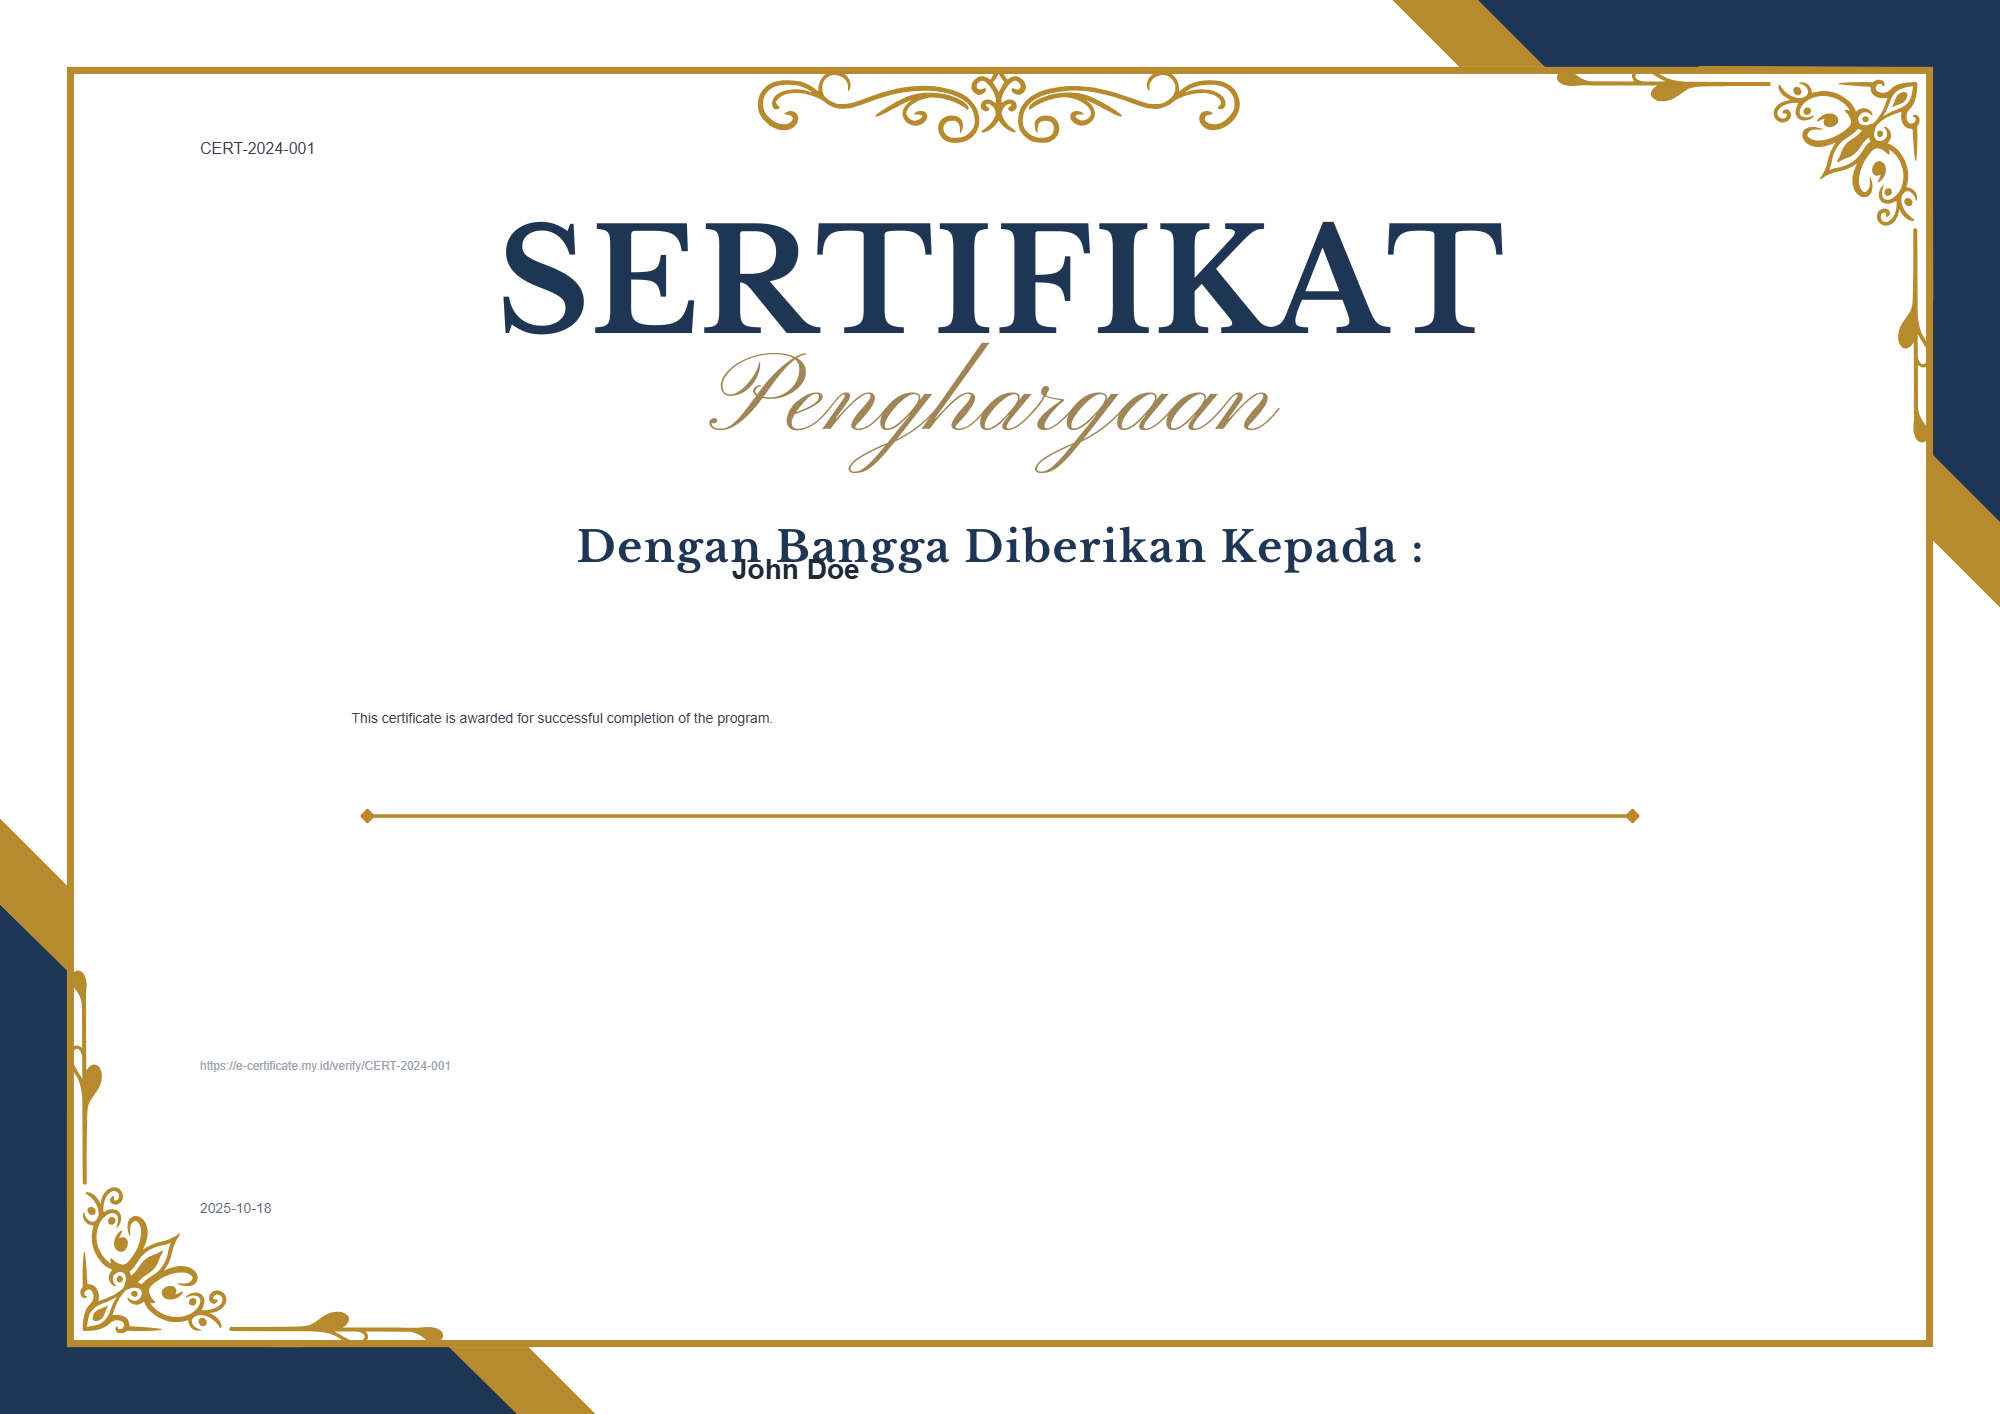 CERT-2024-001
SERTIFIKAT
Penghargaan
Dengan Bangga Diberikan Kepada :
John Doe
This certificate is awarded for successful completion of the program.
https://e-certificate.my.id/verify/CERT-2024-001
2025-10-18